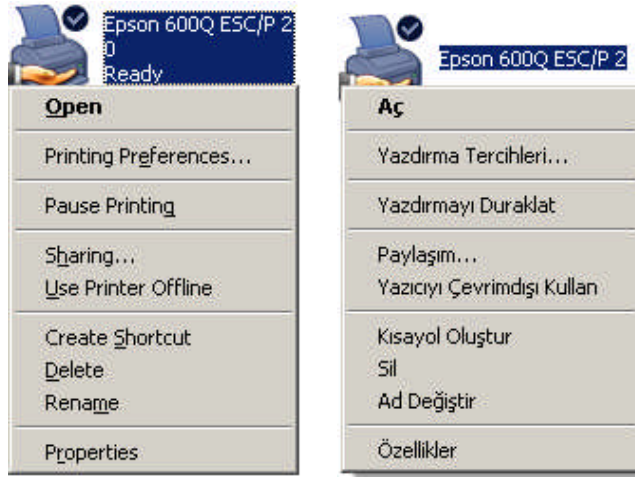 Epson 600Q ESC/P 2
0
Ready
Open
Printing Preferences...
Pause Printing
Sharing...
Use Printer Offline
Create Shortcut
Delete
Rename
Properties
Epson 600Q ESC/P 2
Aç
Yazdırma Tercihleri...
Yazdırmayı Duraklat
Paylaşım...
Yazıcıyı Çevrimdışı Kullan
Kısayol Oluştur
Sil
Ad Değiştir
Özellikler